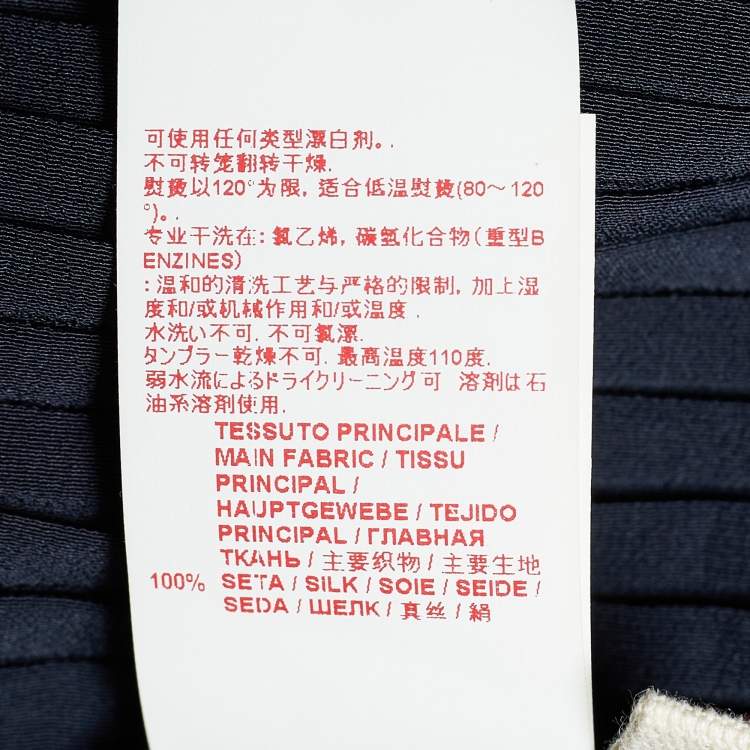 可使用任何类型漂白剂。.
不可转笼翻转干燥.
熨烫以120°为限, 适合低温熨烫(80～120
°)。.
专业干洗在: 氯乙烯, 碳氢化合物(重型B
ENZINES)
: 温和的清洗工艺与严格的限制, 加上湿
度和/或机械作用和/或温度 .
水洗い不可. 不可氯漂.
タンブラー乾燥不可. 最高温度110度.
弱水流によるドライクリーニング可 溶剤は石
油系溶剤使用.
TESSUTO PRINCIPALE /
MAIN FABRIC / TISSU
PRINCIPAL /
HAUPTGEWEBE / TEJIDO
PRINCIPAL / ГЛАВНАЯ
ТКАНЬ / 主要织物 / 主要生地
100% SETA / SILK / SOIE / SEIDE /
SEDA / ШЕЛК / 真丝 / 絹